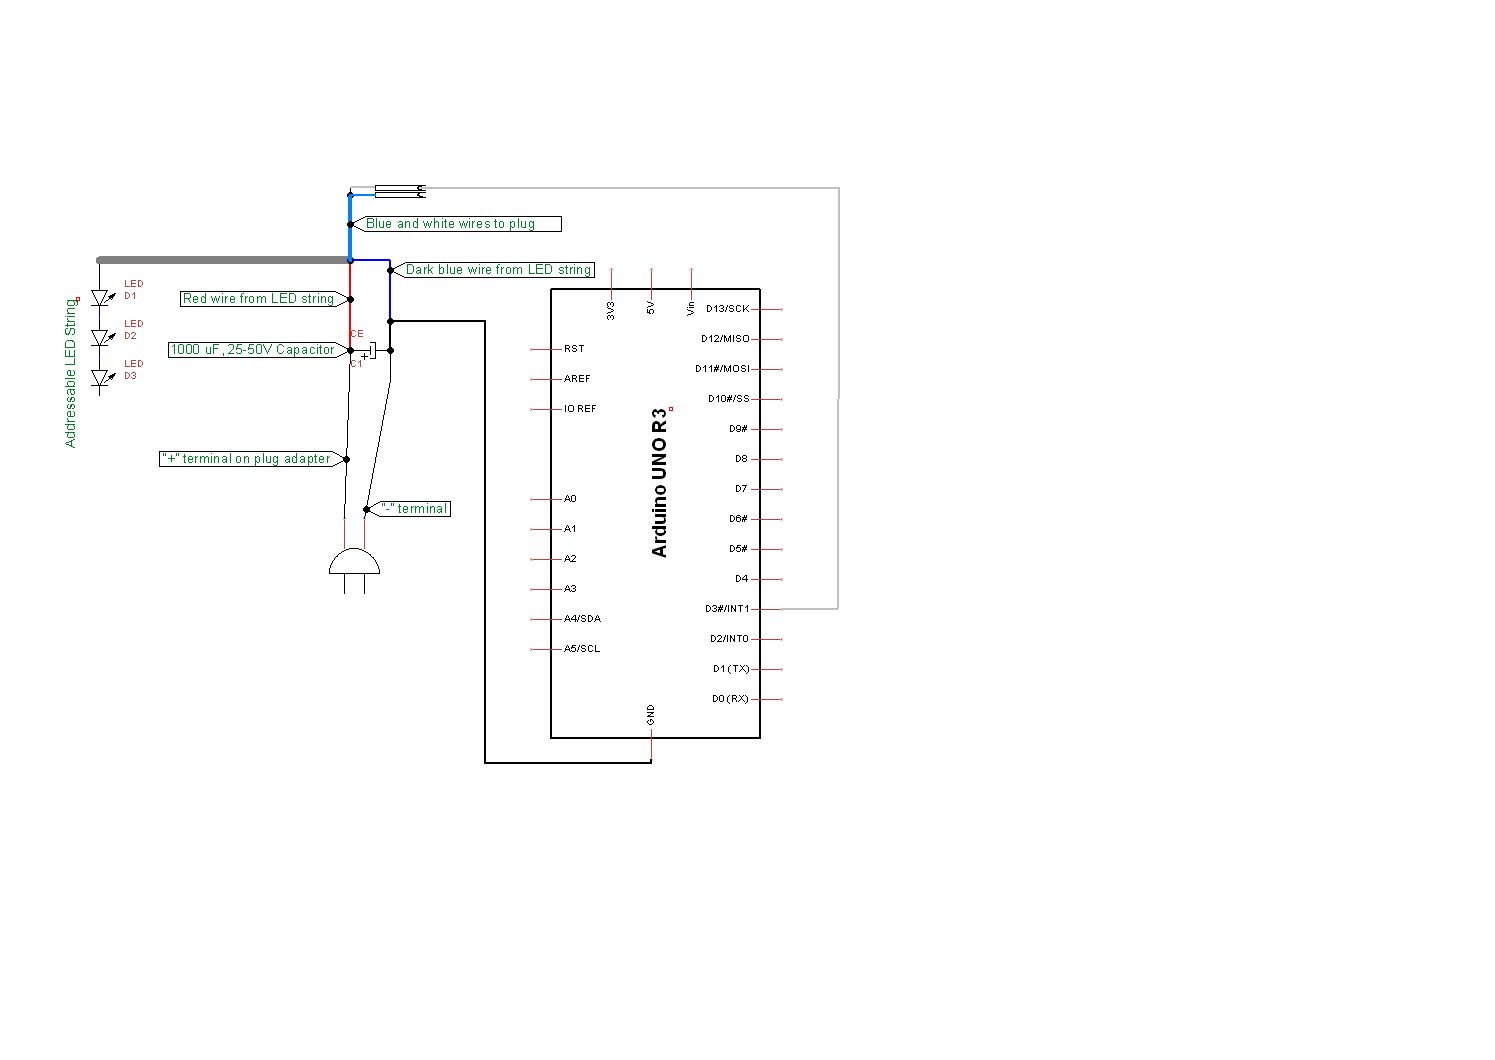 Blue and white wires to plug
Dark blue wire from LED string
Red wire from LED string
1000 uF, 25-50V Capacitor
CE
C1
+
"+" terminal on plug adapter
"-" terminal
Addressable LED String
LED
D1
LED
D2
LED
D3
3V3
5V
Vin
RST
AREF
IO REF
A0
A1
A2
A3
A4/SDA
A5/SCL
Arduino UNO R3
D13/SCK
D12/MISO
D11#/MOSI
D10#/SS
D9#
D8
D7
D6#
D5#
D4
D3#/INT1
D2/INT0
D1(TX)
D0(RX)
GND